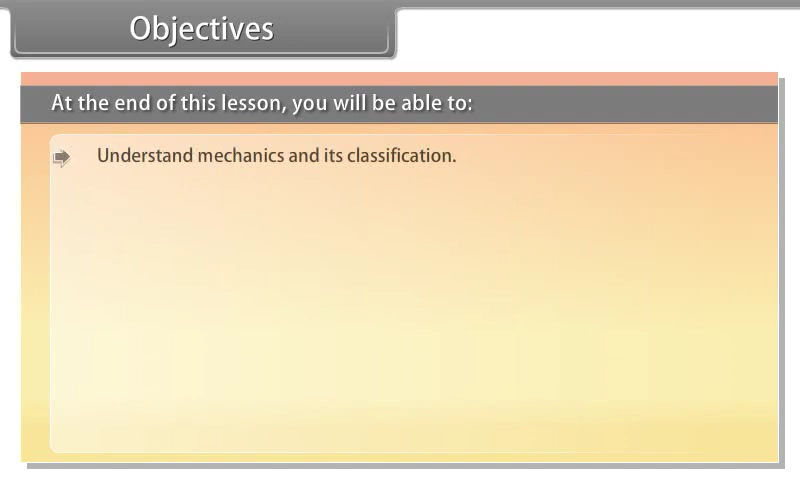 Objectives
At the end of this lesson, you will be able to:
Understand mechanics and its classification.